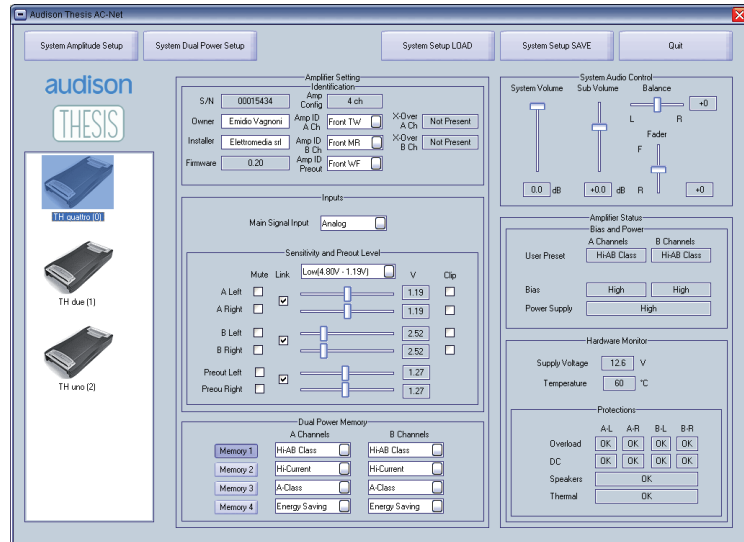 Audison Thesis AC-Net
System Amplitude Setup
System Dual Power Setup
System Setup LOAD
System Setup SAVE
Quit
audison
THESIS
TH quattro (0)
TH due (1)
TH uno (2)
Amplifier Setting
Identification
S/N 00015434 Amp Config 4 ch
Owner Emidio Vagnoni Amp ID A Ch Front TW X-Over A Ch Not Present
Installer Elettromedia srl Amp ID B Ch Front MR X-Over B Ch Not Present
Firmware 0.20 Amp ID Preout Front WF
Inputs
Main Signal Input Analog
Sensitivity and Preout Level
Mute Link Low(4.80V - 1.19V) V Clip
A Left 1.19
A Right 1.19
B Left 2.52
B Right 2.52
Preout Left 1.27
Preou Right 1.27
Dual Power Memory
A Channels B Channels
Memory 1 Hi-AB Class Hi-AB Class
Memory 2 Hi-Current Hi-Current
Memory 3 A-Class A-Class
Memory 4 Energy Saving Energy Saving
System Audio Control
System Volume Sub Volume Balance
+0
L R
Fader
F
0.0 dB +0.0 dB R +0
Amplifier Status
Bias and Power
A Channels B Channels
User Preset Hi-AB Class Hi-AB Class
Bias High High
Power Supply High
Hardware Monitor
Supply Voltage 12.6 V
Temperature 60 °C
Protections
A-L A-R B-L B-R
Overload OK OK OK OK
DC OK OK OK OK
Speakers OK
Thermal OK